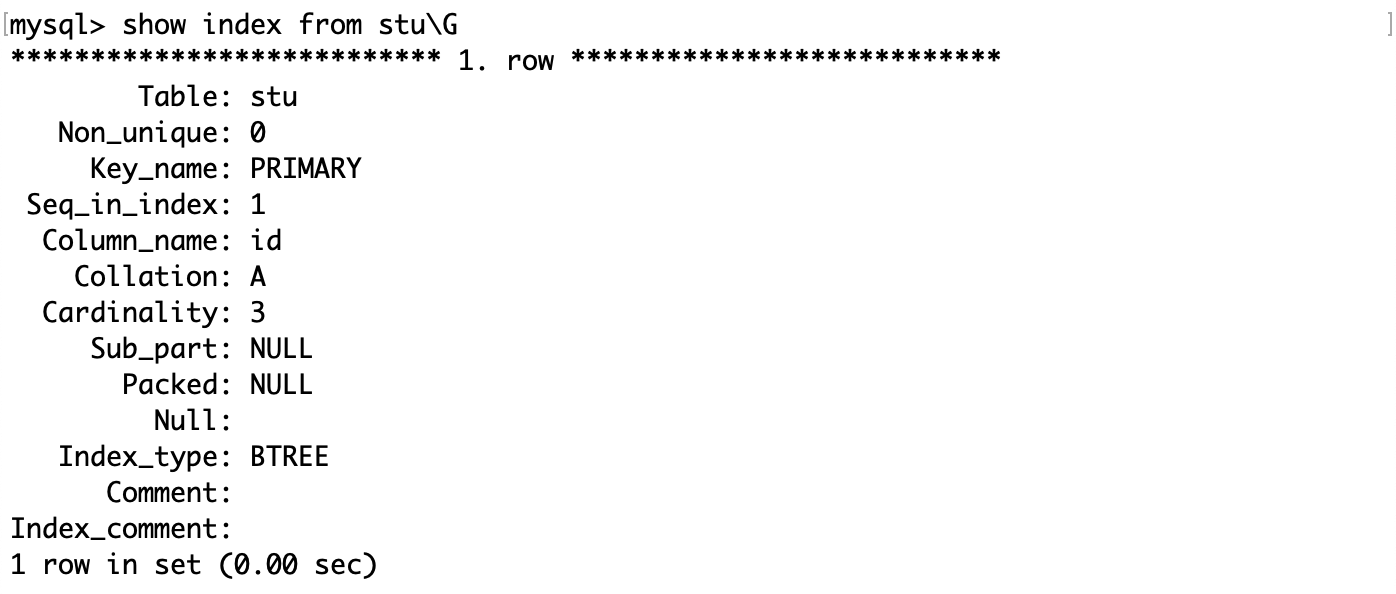 [mysql> show index from stu\G ]
*************************** 1. row ***************************
        Table: stu
   Non_unique: 0
     Key_name: PRIMARY
 Seq_in_index: 1
  Column_name: id
    Collation: A
  Cardinality: 3
     Sub_part: NULL
       Packed: NULL
         Null:
   Index_type: BTREE
      Comment:
Index_comment:
1 row in set (0.00 sec)